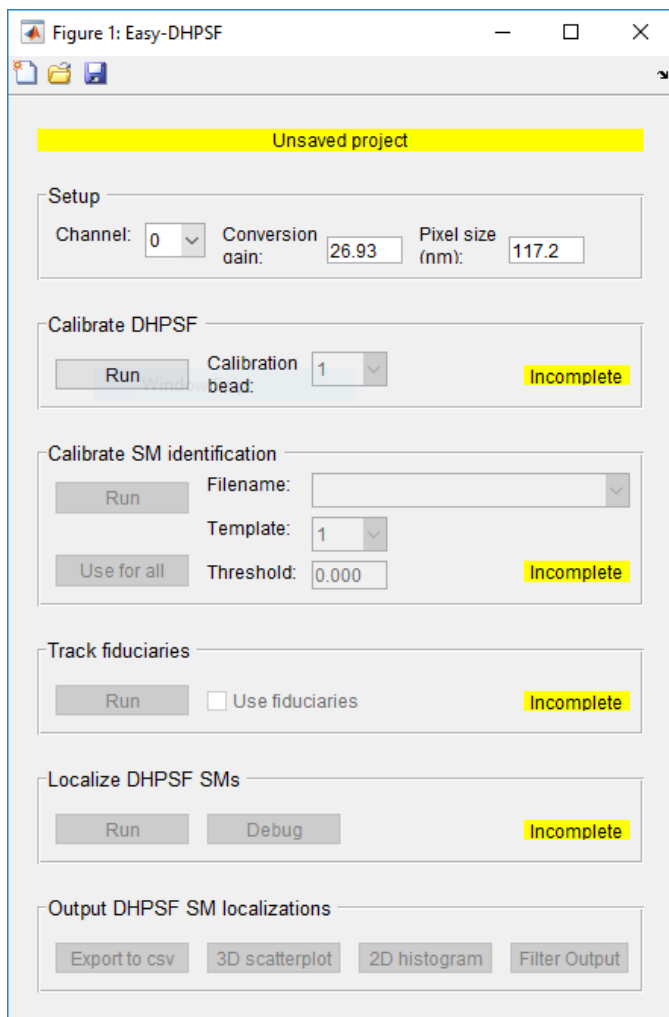 Figure 1: Easy-DHPSF
Unsaved project
Setup
Channel: 0 Conversion gain: 26.93 Pixel size (nm): 117.2
Calibrate DHPSF
Run Calibration bead: 1 Incomplete
Window
Calibrate SM identification
Run Filename:
Template: 1
Use for all Threshold: 0.000 Incomplete
Track fiduciaries
Run Use fiduciaries Incomplete
Localize DHPSF SMs
Run Debug Incomplete
Output DHPSF SM localizations
Export to csv 3D scatterplot 2D histogram Filter Output